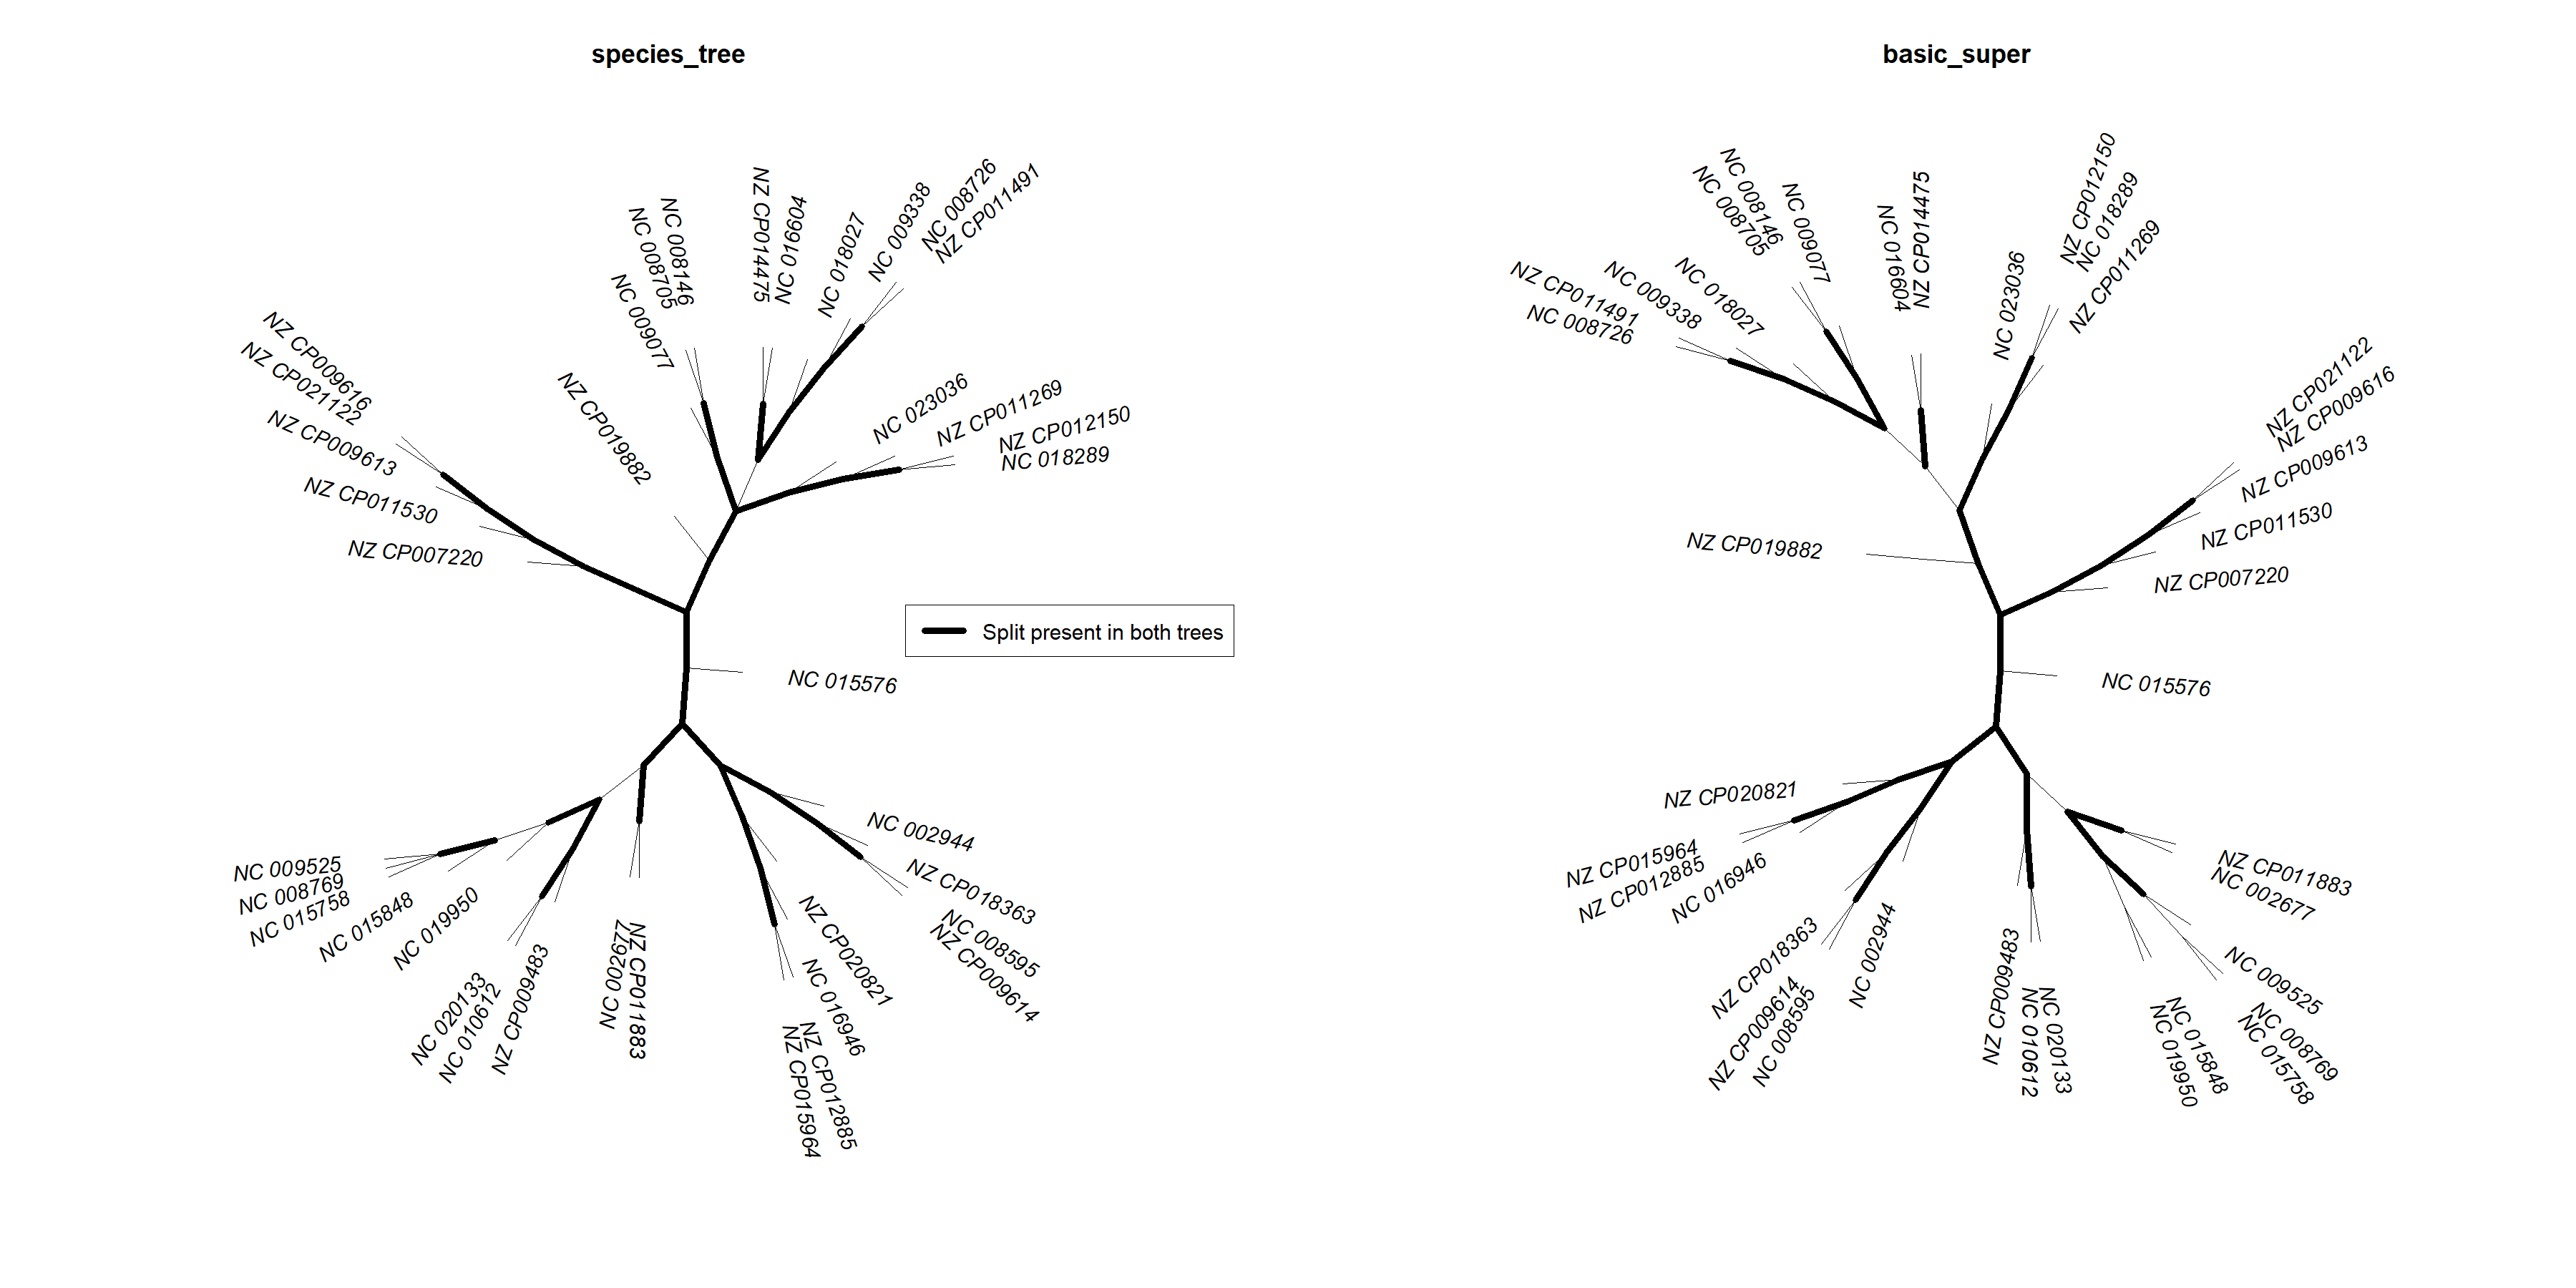 species_tree
NZ CP009616
NZ CP021122
NZ CP009613
NZ CP011530
NZ CP007220
NZ CP019882
NC 009077
NC 008705
NC 008146
NZ CP014475
NC 016604
NC 018027
NC 009338
NC 008726
NZ CP011491
NC 023036
NZ CP011269
NZ CP012150
NC 018289
NC 015576
NC 002944
NZ CP018363
NC 008595
NZ CP009614
NZ CP020821
NC 016946
NZ CP012885
NZ CP015964
NZ CP011883
NC 002677
NZ CP009483
NC 010612
NC 020133
NC 019950
NC 015848
NC 015758
NC 008769
NC 009525
Split present in both trees
basic_super
NC 008726
NZ CP011491
NC 009338
NC 018027
NC 008705
NC 008146
NC 009077
NC 016604
NZ CP014475
NC 023036
NZ CP012150
NC 018289
NZ CP011269
NZ CP021122
NZ CP009616
NZ CP009613
NZ CP011530
NZ CP007220
NZ CP019882
NC 015576
NZ CP011883
NC 002677
NC 009525
NC 008769
NC 015758
NC 015848
NC 019950
NC 020133
NC 010612
NZ CP009483
NC 002944
NC 008595
NZ CP009614
NZ CP018363
NC 016946
NZ CP012885
NZ CP015964
NZ CP020821